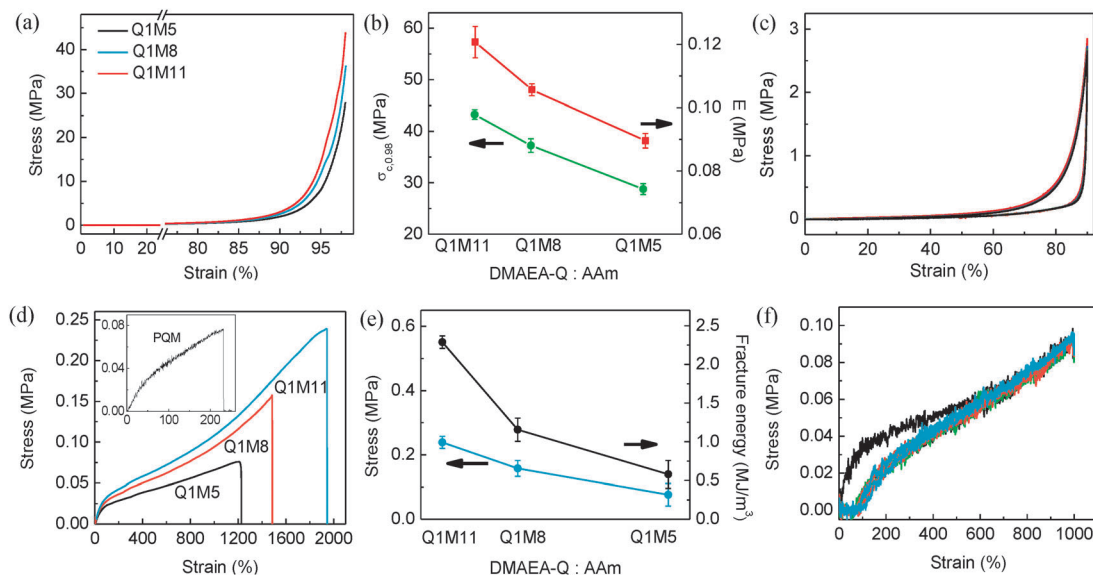 (a)
Stress (MPa)
40
30
20
10
0
Q1M5
Q1M8
Q1M11
0 10 20 80 85 90 95
Strain (%)
(b)
σc,0.98 (MPa)
60
50
40
30
20
E (MPa)
0.12
0.10
0.08
0.06
Q1M11 Q1M8 Q1M5
DMAEA-Q : AAm
(c)
Stress (MPa)
3
2
1
0
0 20 40 60 80
Strain (%)
(d)
Stress (MPa)
0.25
0.20
0.15
0.10
0.05
0.00
0.08
0.04
0.00
PQM
0 100 200
Q1M11
Q1M8
Q1M5
0 400 800 1200 1600 2000
Strain (%)
(e)
Stress (MPa)
0.6
0.4
0.2
0.0
Fracture energy (MJ/m³)
2.5
2.0
1.5
1.0
0.5
0.0
Q1M11 Q1M8 Q1M5
DMAEA-Q : AAm
(f)
Stress (MPa)
0.10
0.08
0.06
0.04
0.02
0.00
0 200 400 600 800 1000
Strain (%)